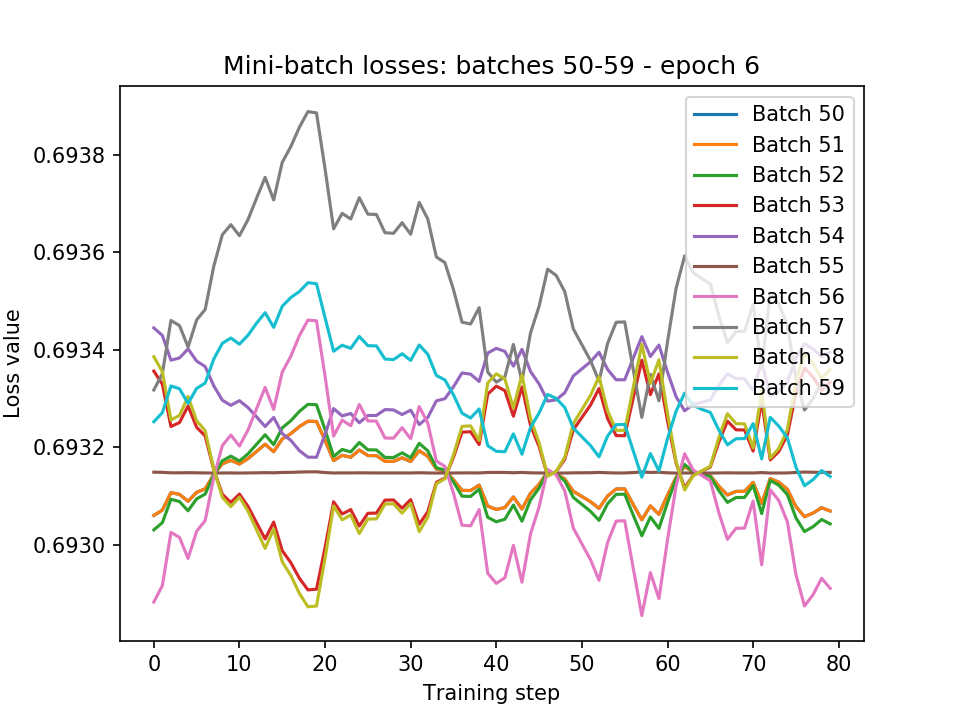 Mini-batch losses: batches 50-59 - epoch 6
Loss value
0.6938
0.6936
0.6934
0.6932
0.6930
Batch 50
Batch 51
Batch 52
Batch 53
Batch 54
Batch 55
Batch 56
Batch 57
Batch 58
Batch 59
0 10 20 30 40 50 60 70 80
Training step